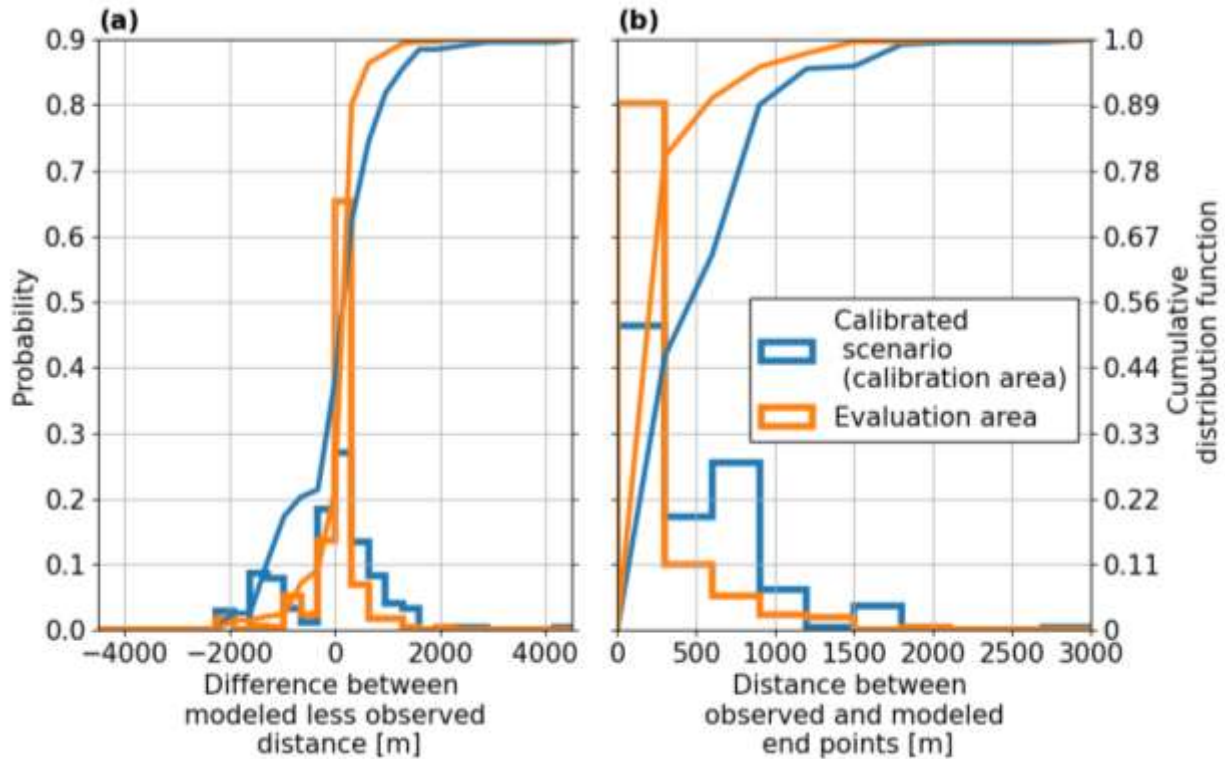 (a)
(b)
0.9
0.8
0.7
0.6
0.5
0.4
0.3
0.2
0.1
0.0
Probability
−4000 −2000 0 2000 4000
Difference between
modeled less observed
distance [m]
1.0
0.89
0.78
0.67
0.56
0.44
0.33
0.22
0.11
0
Cumulative
distribution function
Calibrated
scenario
(calibration area)
Evaluation area
0 500 1000 1500 2000 2500 3000
Distance between
observed and modeled
end points [m]